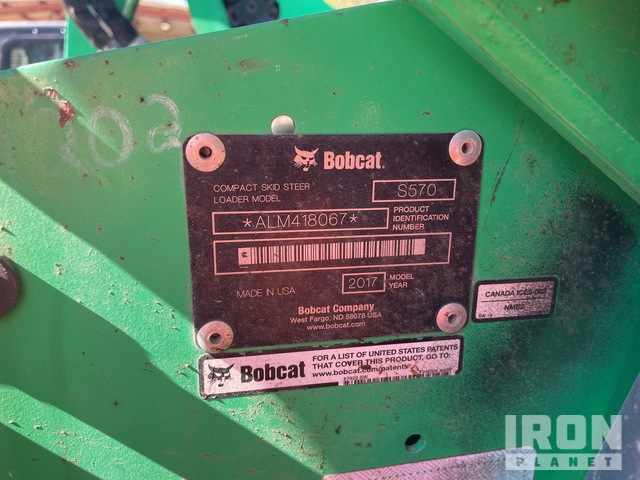 202
Bobcat.
COMPACT SKID STEER
LOADER MODEL
S570
*ALM418067*
PRODUCT
IDENTIFICATION
NUMBER
MADE IN USA
2017
MODEL
YEAR
Bobcat Company
West Fargo, ND 58078 USA
www.bobcat.com
CANADA ICES-
Bobcat
FOR A LIST OF UNITED STATES PATENTS
THAT COVER THIS PRODUCT, GO TO:
www.bobcat.com/patents
IRON
PLANET